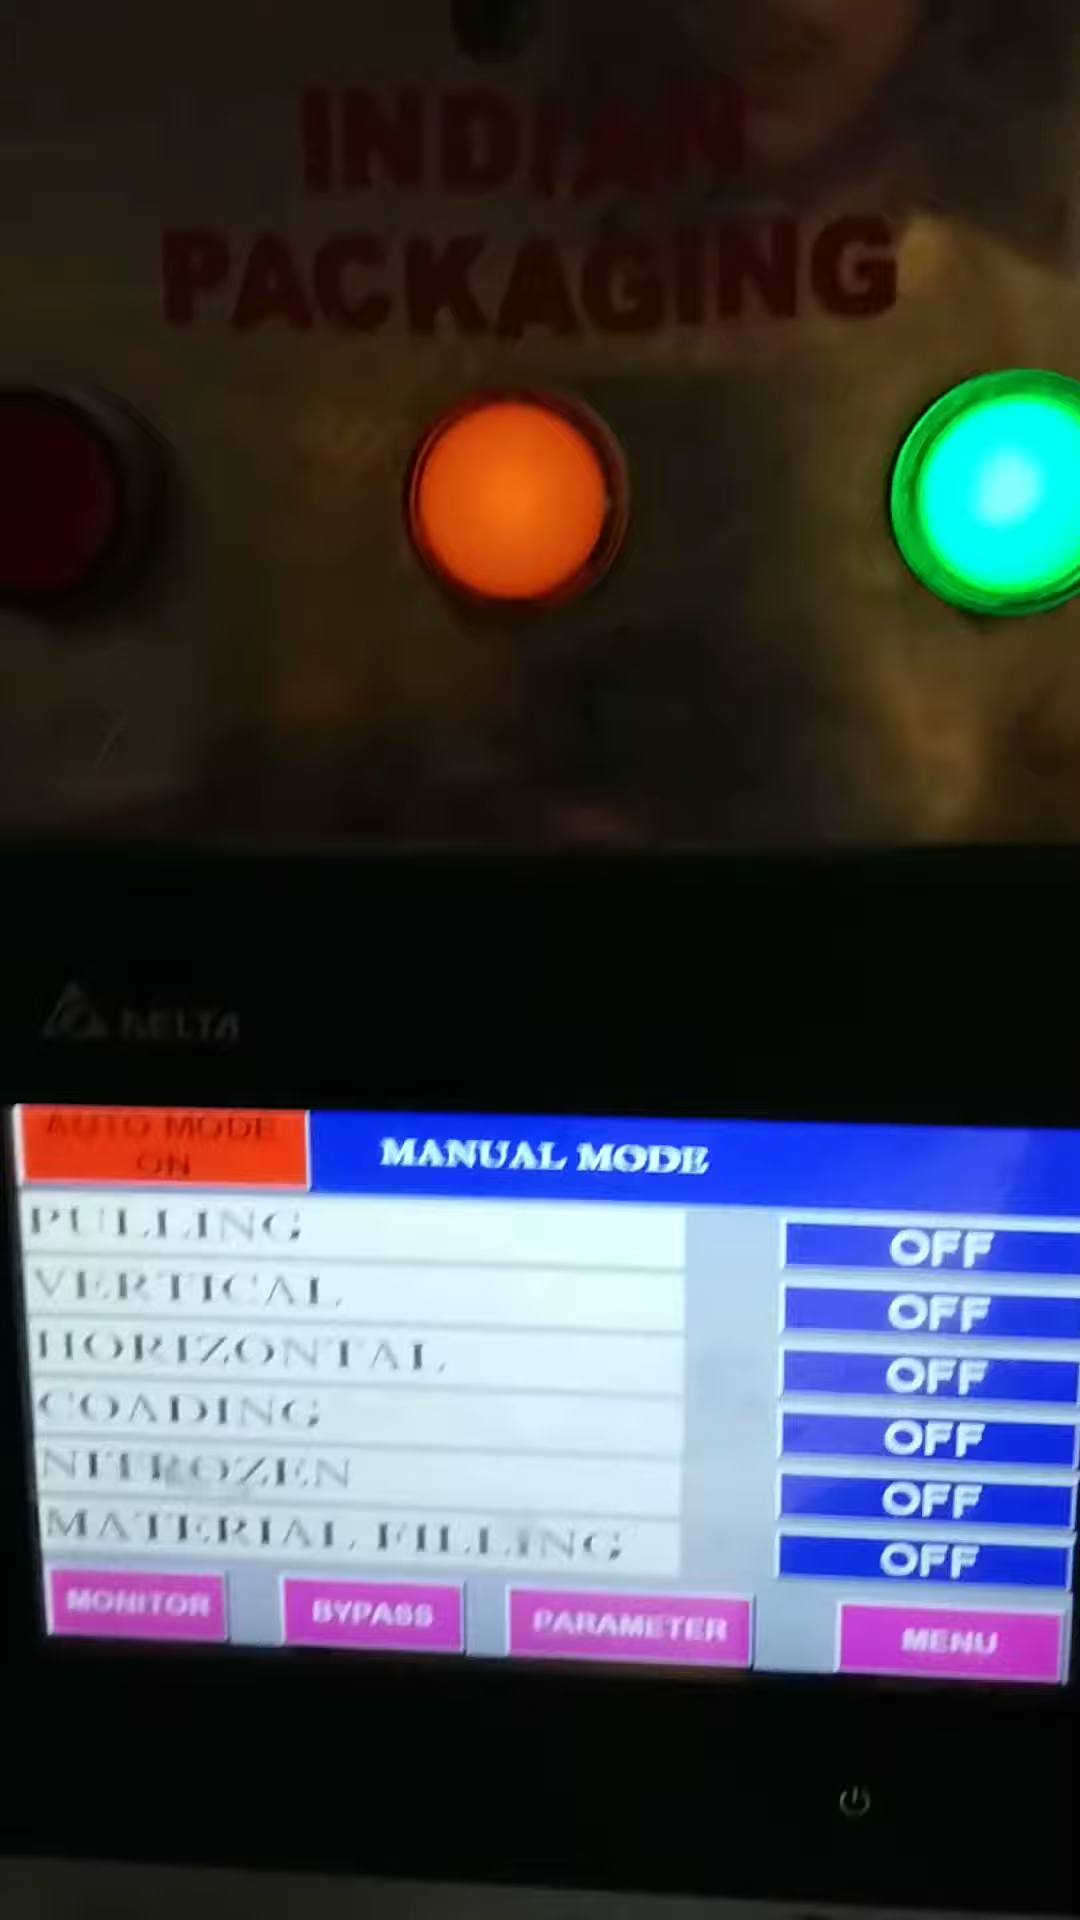 INDIAN
PACKAGING
DELTA
AUTO MODE
ON
MANUAL MODE
PULLING OFF
VERTICAL OFF
HORIZONTAL OFF
COADING OFF
NITROZEN OFF
MATERIAL FILLING OFF
MONITOR BYPASS PARAMETER MENU